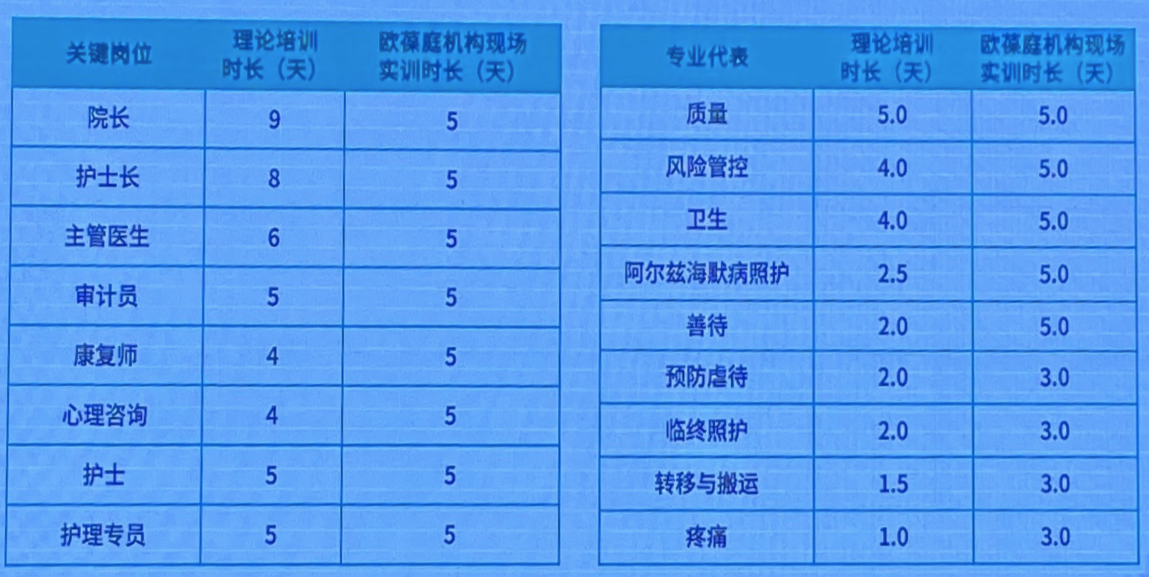 关键岗位 理论培训时长（天） 欧葆庭机构现场实训时长（天）
院长 9 5
护士长 8 5
主管医生 6 5
审计员 5 5
康复师 4 5
心理咨询 4 5
护士 5 5
护理专员 5 5
专业代表 理论培训时长（天） 欧葆庭机构现场实训时长（天）
质量 5.0 5.0
风险管控 4.0 5.0
卫生 4.0 5.0
阿尔兹海默病照护 2.5 5.0
善待 2.0 5.0
预防虐待 2.0 3.0
临终照护 2.0 3.0
转移与搬运 1.5 3.0
疼痛 1.0 3.0